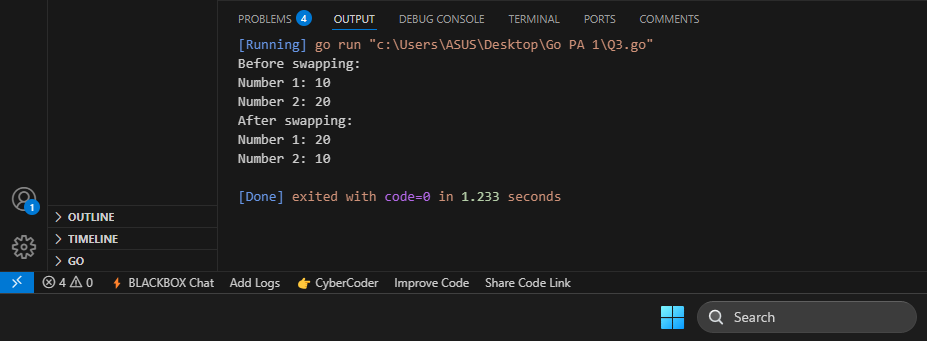 PROBLEMS 4 OUTPUT DEBUG CONSOLE TERMINAL PORTS COMMENTS
[Running] go run "c:\Users\ASUS\Desktop\Go PA 1\Q3.go"
Before swapping:
Number 1: 10
Number 2: 20
After swapping:
Number 1: 20
Number 2: 10
[Done] exited with code=0 in 1.233 seconds
1
OUTLINE
TIMELINE
GO
4 0 BLACKBOX Chat Add Logs CyberCoder Improve Code Share Code Link
Search